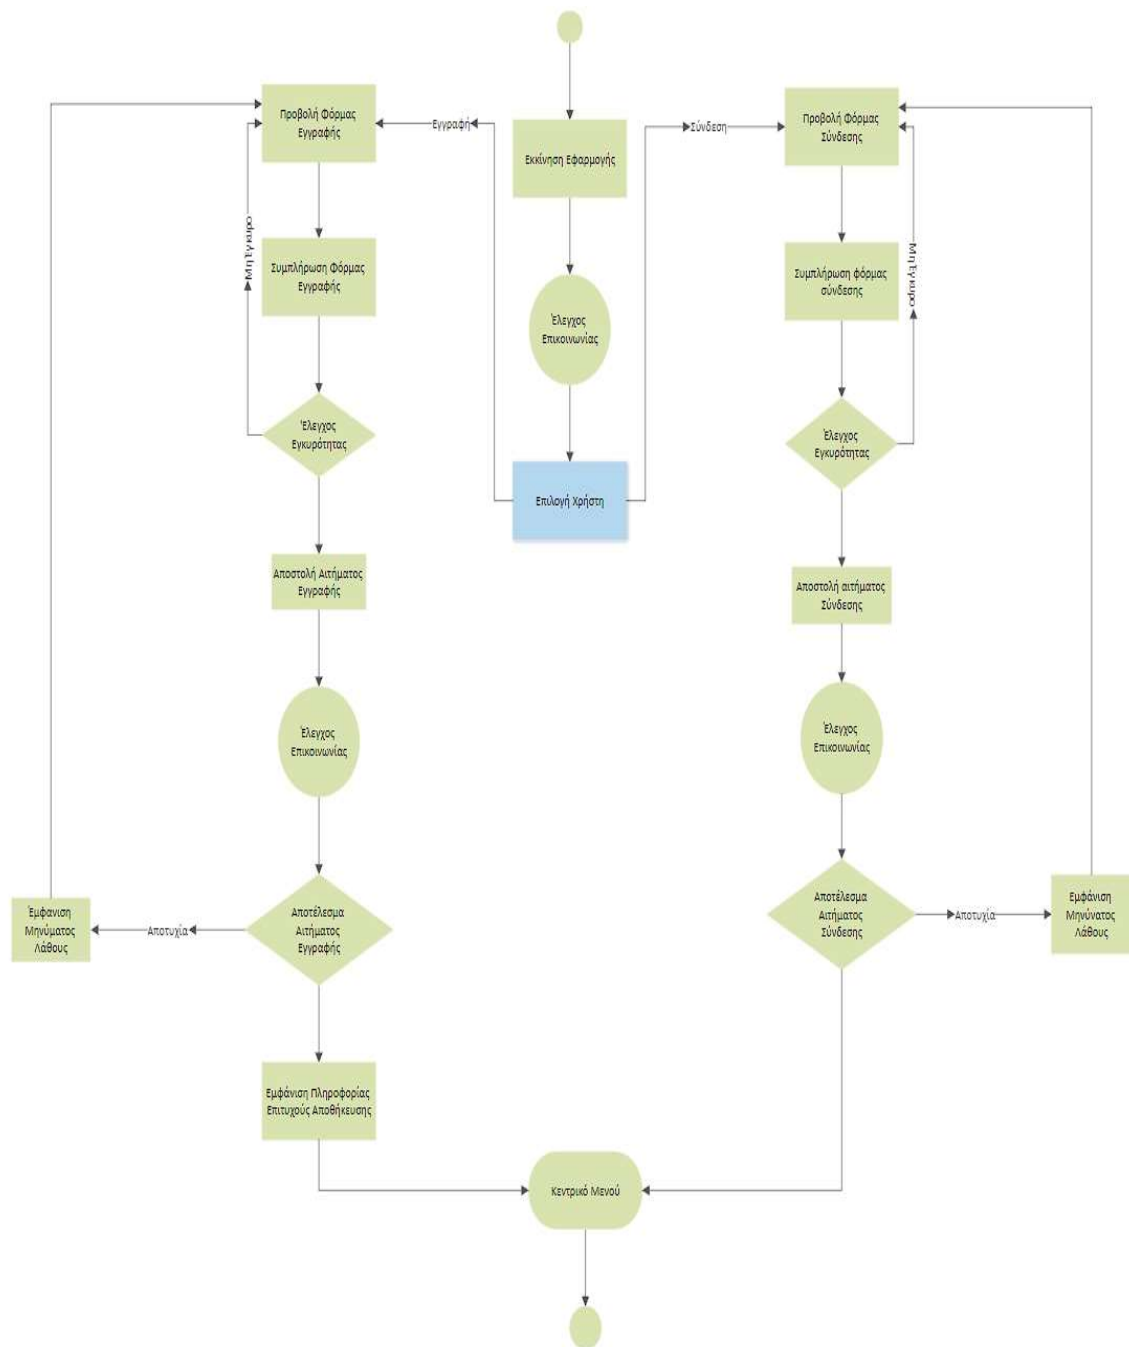 Προβολή Φόρμας
Εγγραφής
Εγγραφή
Εκκίνηση Εφαρμογής
Σύνδεση
Προβολή Φόρμας
Σύνδεσης
Μη Έγκυρο
Συμπλήρωση Φόρμας
Εγγραφής
Έλεγχος
Επικοινωνίας
Συμπλήρωση φόρμας
σύνδεσης
Μη Έγκυρο
Έλεγχος
Εγκυρότητας
Επιλογή Χρήστη
Έλεγχος
Εγκυρότητας
Αποστολή Αιτήματος
Εγγραφής
Αποστολή αιτήματος
Σύνδεσης
Έλεγχος
Επικοινωνίας
Έλεγχος
Επικοινωνίας
Έμφανιση
Μηνύματος
Λάθους
Αποτυχία
Αποτέλεσμα
Αιτήματος
Εγγραφής
Αποτέλεσμα
Αιτήματος
Σύνδεσης
Αποτυχία
Εμφάνιση
Μηνύνατος
Λάθους
Εμφάνιση Πληροφορίας
Επιτυχούς Αποθήκευσης
Κεντρικό Μενού